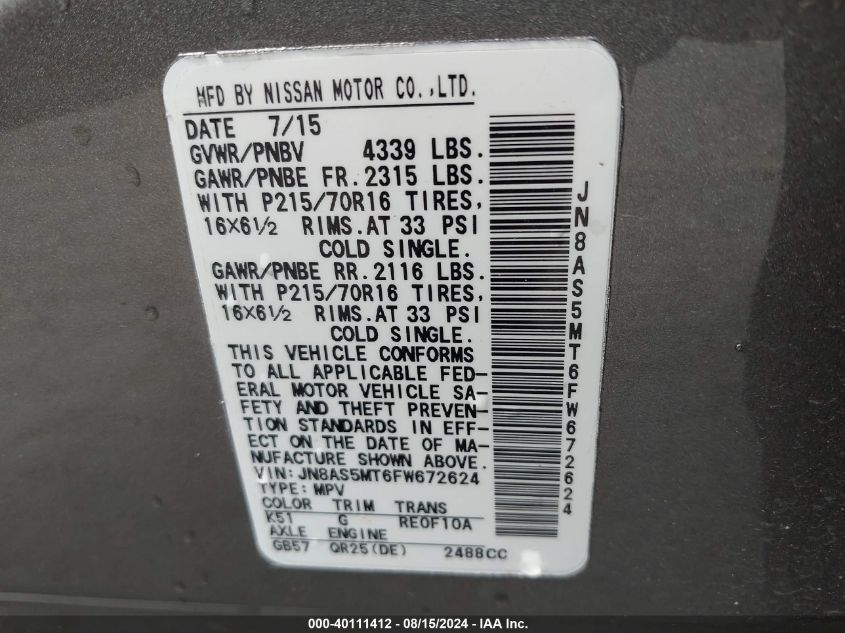 MFD BY NISSAN MOTOR CO.,LTD.
DATE 7/15
GVWR/PNBV 4339 LBS.
GAWR/PNBE FR.2315 LBS.
WITH P215/70R16 TIRES,
16X6½ RIMS.AT 33 PSI
COLD SINGLE.
GAWR/PNBE RR.2116 LBS.
WITH P215/70R16 TIRES,
16X6½ RIMS.AT 33 PSI
COLD SINGLE.
THIS VEHICLE CONFORMS
TO ALL APPLICABLE FED-
ERAL MOTOR VEHICLE SA-
FETY AND THEFT PREVEN-
TION STANDARDS IN EFF-
ECT ON THE DATE OF MA-
NUFACTURE SHOWN ABOVE.
VIN:JN8AS5MT6FW672624
TYPE:MPV
COLOR TRIM TRANS
K51 G RE0F10A
AXLE ENGINE
GB57 QR25(DE) 2488CC
JN8AS5MT6FW672624
000-40111412 - 08/15/2024 - IAA Inc.